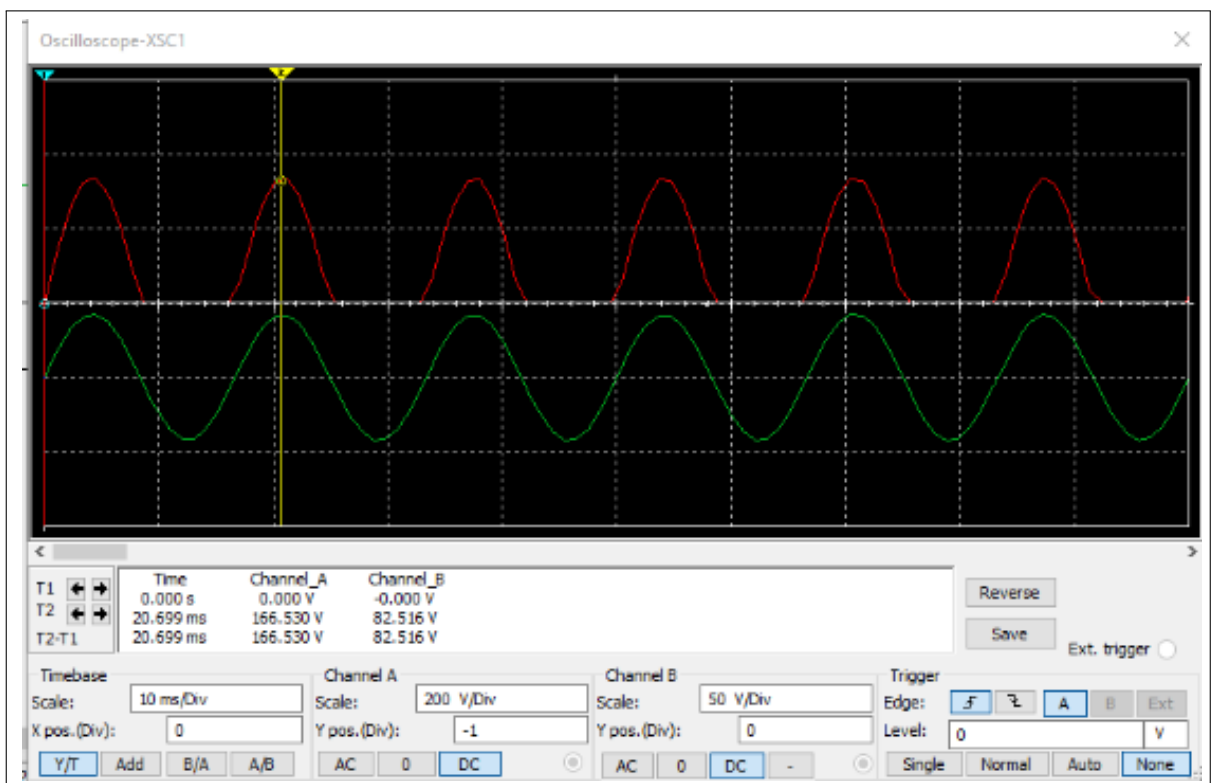 Oscilloscope-XSC1
T1
T2
T2-T1
Time Channel_A Channel_B
0.000 s 0.000 V -0.000 V
20.699 ms 166.530 V 82.516 V
20.699 ms 166.530 V 82.516 V
Reverse
Save
Ext. trigger
Timebase
Scale: 10 ms/Div
X pos.(Div): 0
Y/T Add B/A A/B
Channel A
Scale: 200 V/Div
Y pos.(Div): -1
AC 0 DC
Channel B
Scale: 50 V/Div
Y pos.(Div): 0
AC 0 DC -
Trigger
Edge: A B Ext
Level: 0 V
Single Normal Auto None